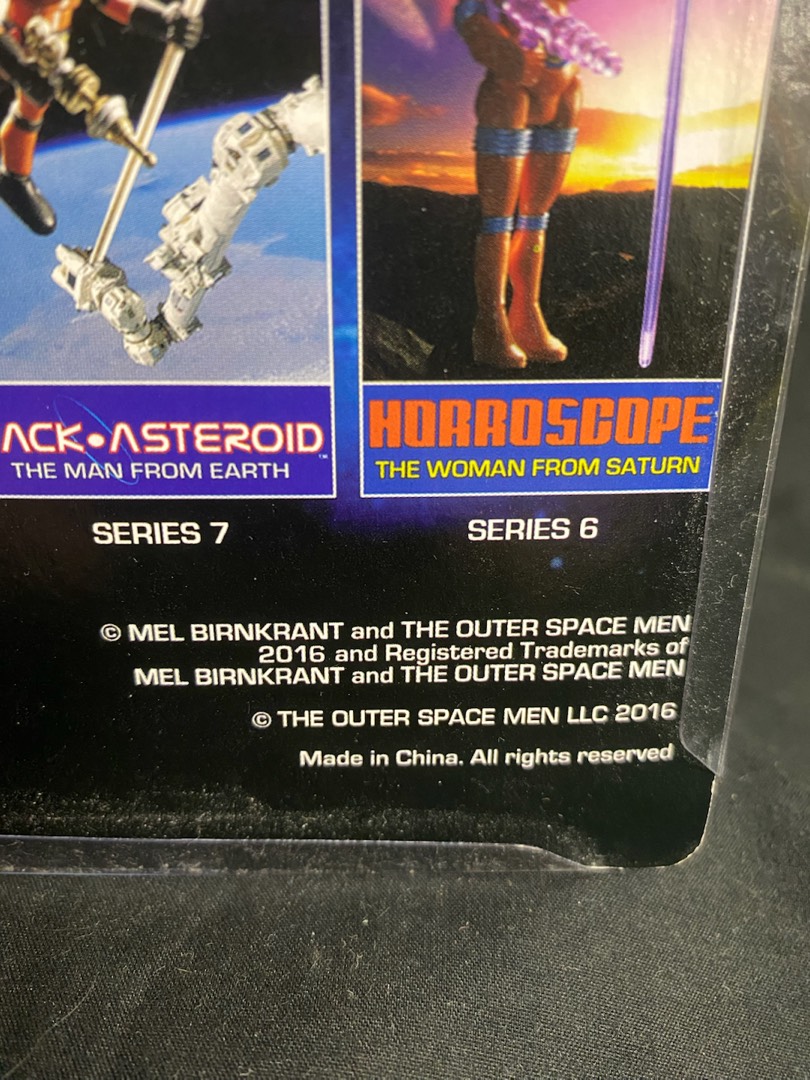 ACK•ASTEROID™
THE MAN FROM EARTH
SERIES 7
HORROSCOPE
THE WOMAN FROM SATURN
SERIES 6
© MEL BIRNKRANT and THE OUTER SPACE MEN
2016 and Registered Trademarks of
MEL BIRNKRANT and THE OUTER SPACE MEN
© THE OUTER SPACE MEN LLC 2016
Made in China. All rights reserved